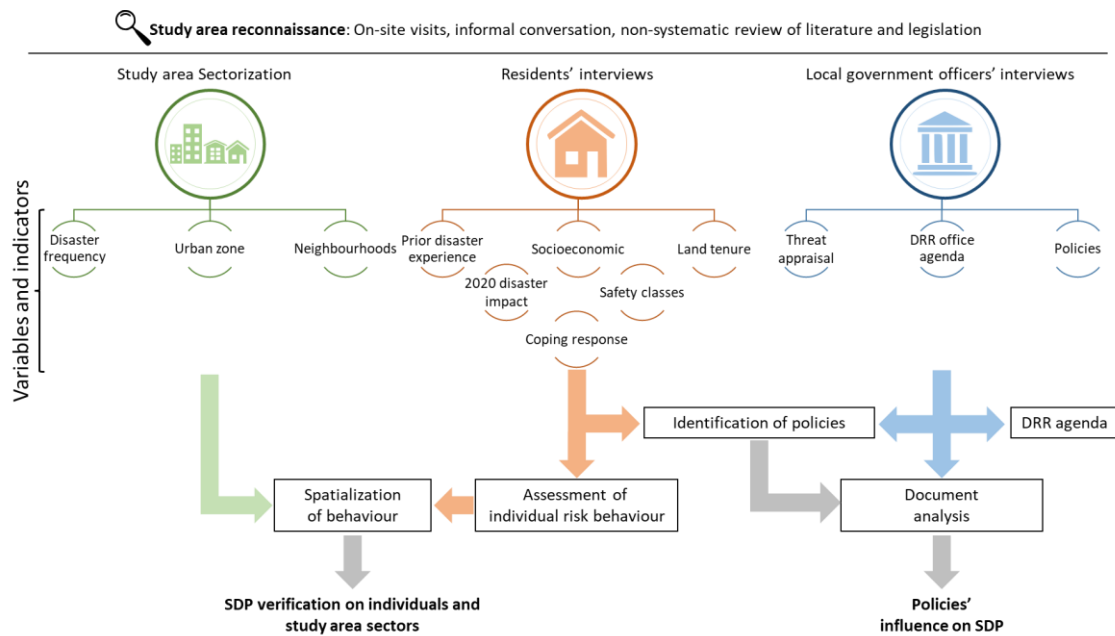 Study area reconnaissance: On-site visits, informal conversation, non-systematic review of literature and legislation
Study area Sectorization
Residents' interviews
Local government officers' interviews
Variables and indicators
Disaster
frequency
Urban zone
Neighbourhoods
Prior disaster
experience
Socioeconomic
Land tenure
2020 disaster
impact
Safety classes
Coping response
Threat
appraisal
DRR office
agenda
Policies
Identification of policies
DRR agenda
Spatialization
of behaviour
Assessment of
individual risk behaviour
Document
analysis
SDP verification on individuals and
study area sectors
Policies'
influence on SDP